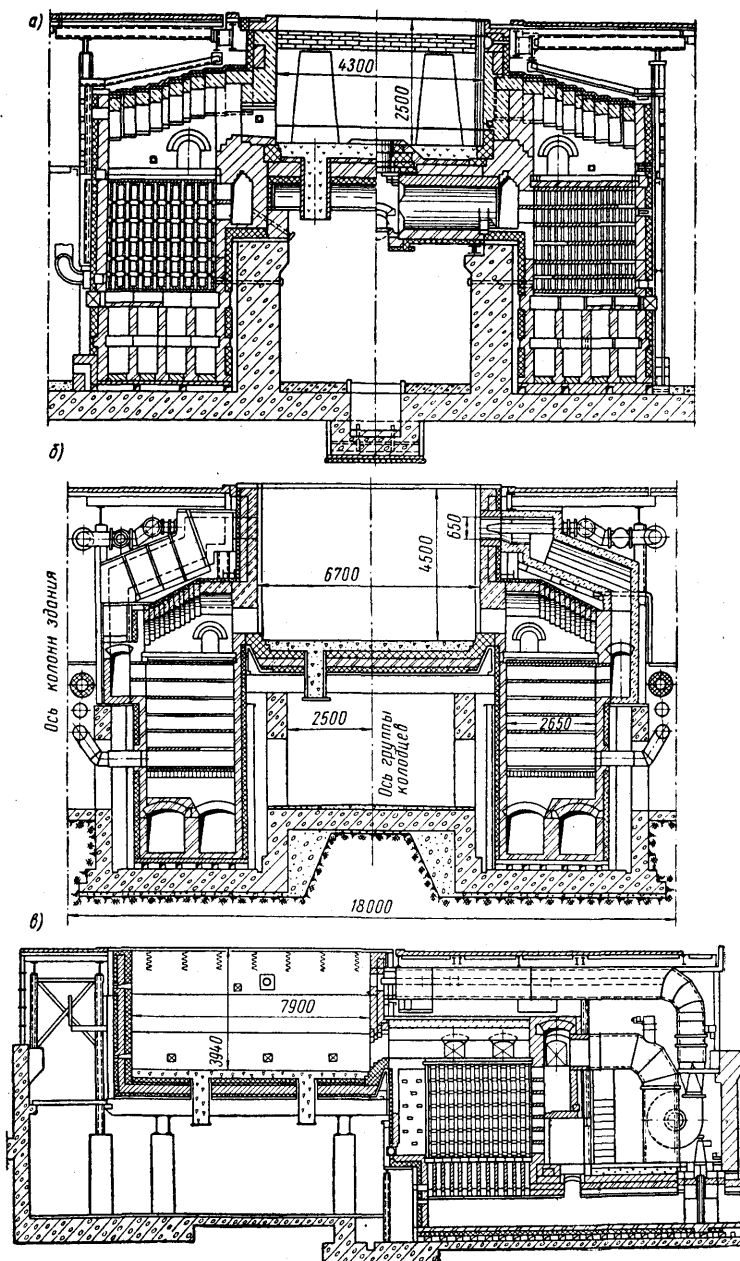 а)
4300
2500
б)
650
4500
6700
Ось колонн здания
2500
Ось группы
колодцев
2650
18000
в)
7900
3940